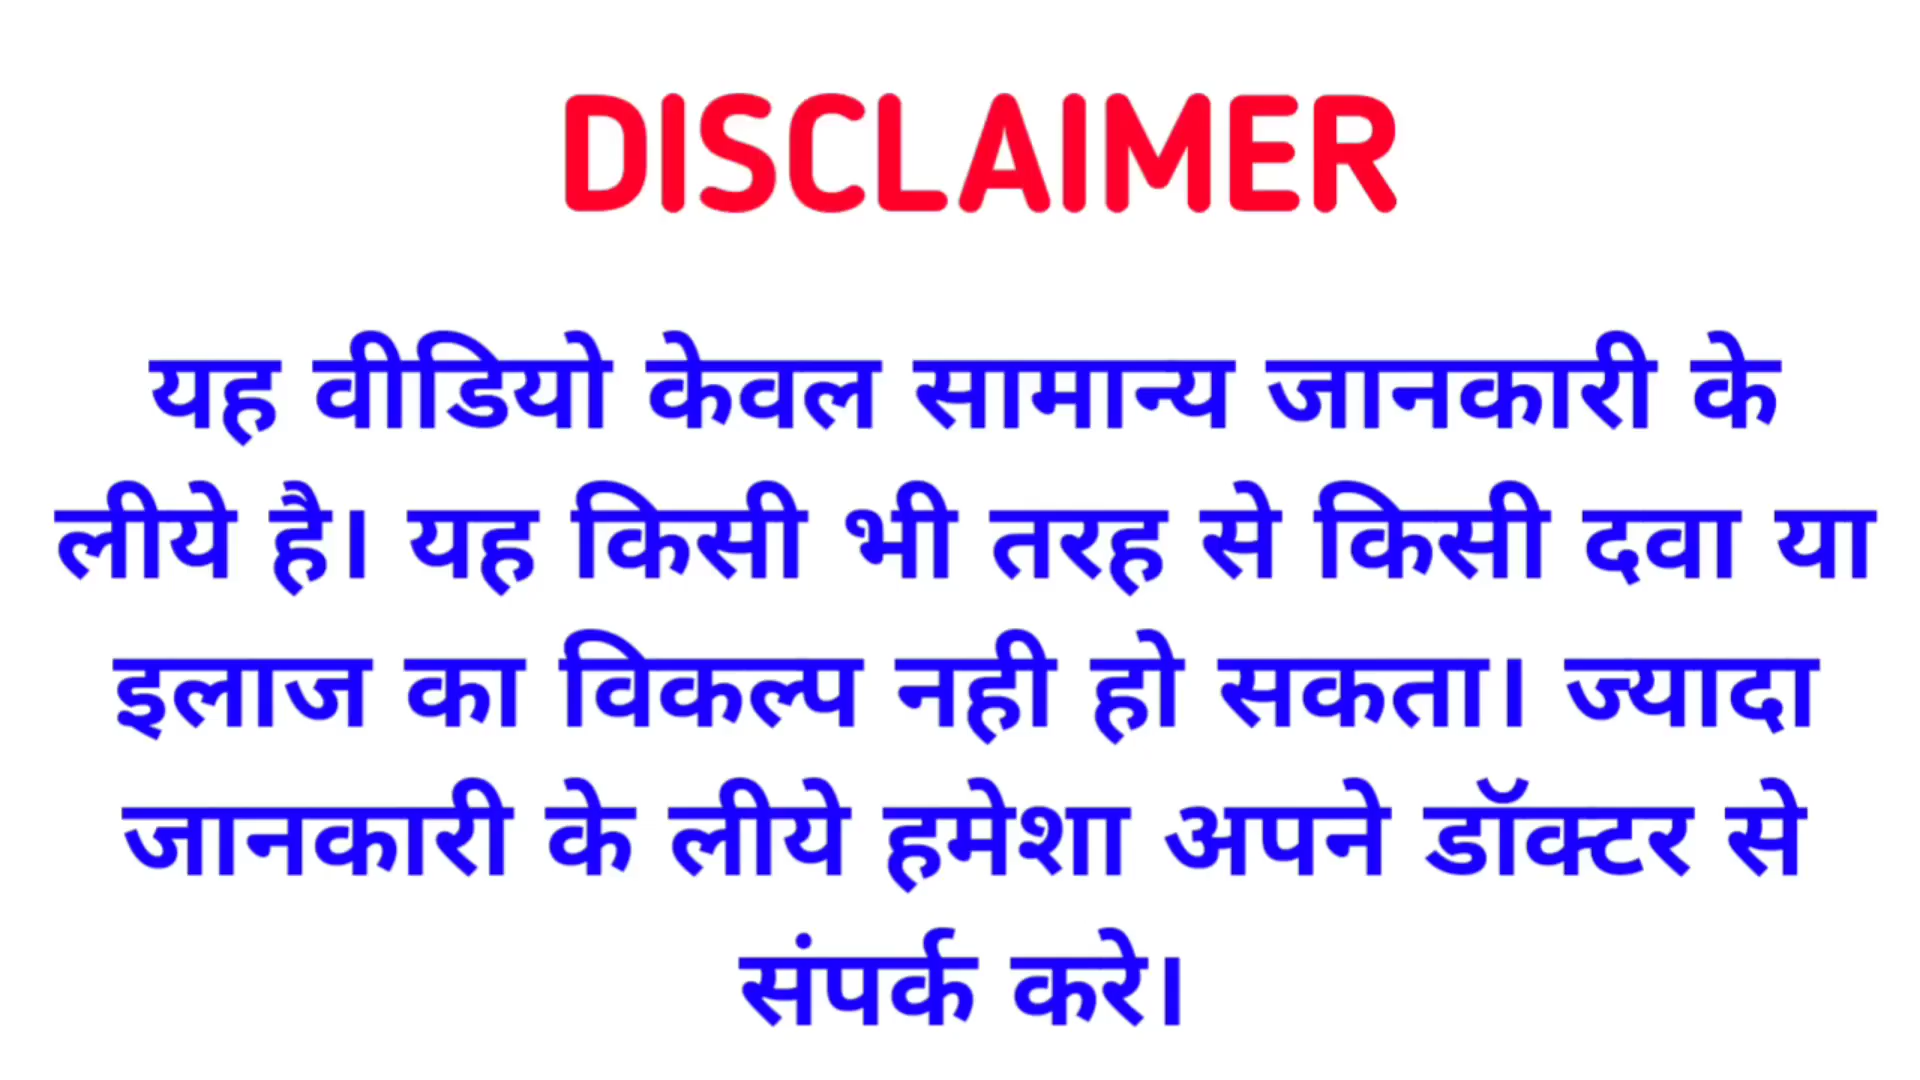 DISCLAIMER
यह वीडियो केवल सामान्य जानकारी के
लीये है। यह किसी भी तरह से किसी दवा या
इलाज का विकल्प नही हो सकता। ज्यादा
जानकारी के लीये हमेशा अपने डॉक्टर से
संपर्क करे।